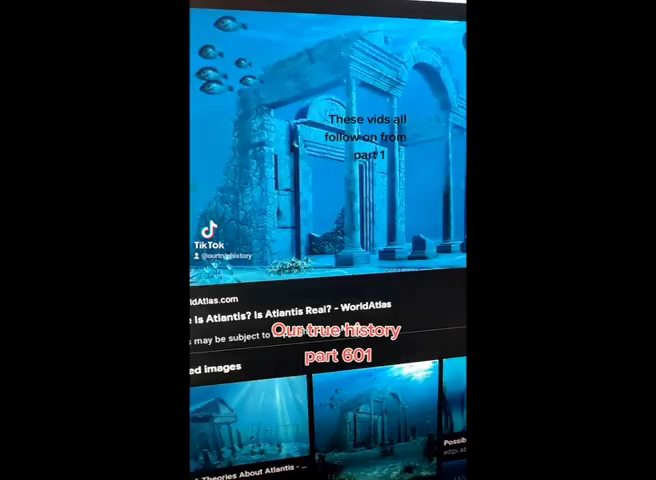 These vids all
follow on from
part 1
TikTok
@ourtruehistory
ldAtlas.com
e Is Atlantis? Is Atlantis Real? - WorldAtlas
s may be subject to
Our true history
part 601
ed images
Theories About Atlantis - ...
Possib